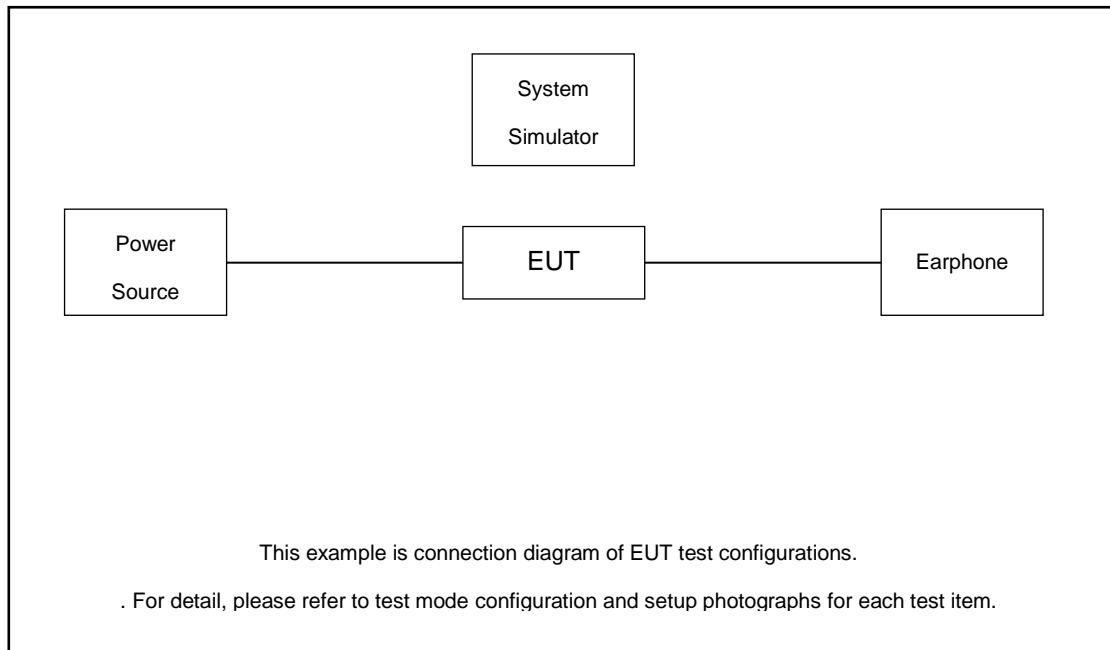 System
Simulator
Power
Source
EUT
Earphone
This example is connection diagram of EUT test configurations.
. For detail, please refer to test mode configuration and setup photographs for each test item.